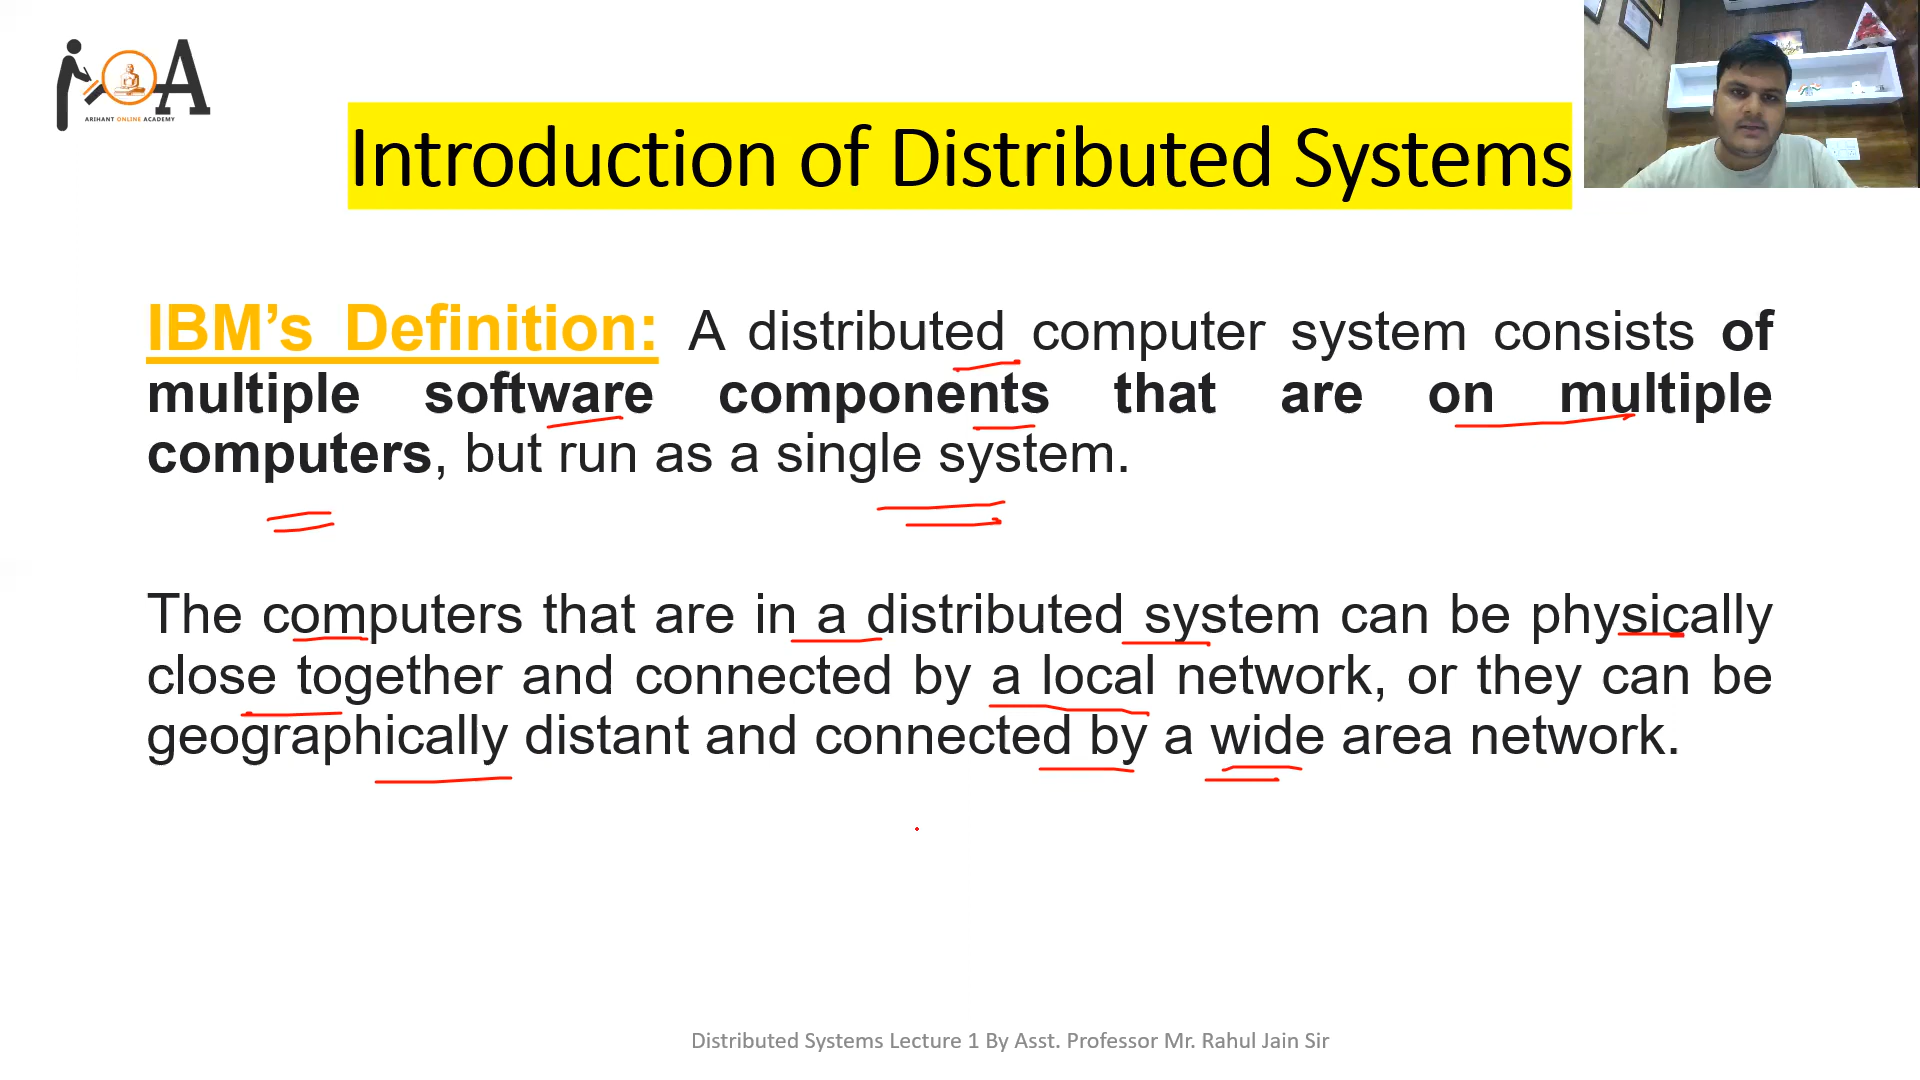 ARIHANT ONLINE ACADEMY
Introduction of Distributed Systems
IBM’s Definition: A distributed computer system consists of
multiple software components that are on multiple
computers, but run as a single system.
The computers that are in a distributed system can be physically
close together and connected by a local network, or they can be
geographically distant and connected by a wide area network.
Distributed Systems Lecture 1 By Asst. Professor Mr. Rahul Jain Sir